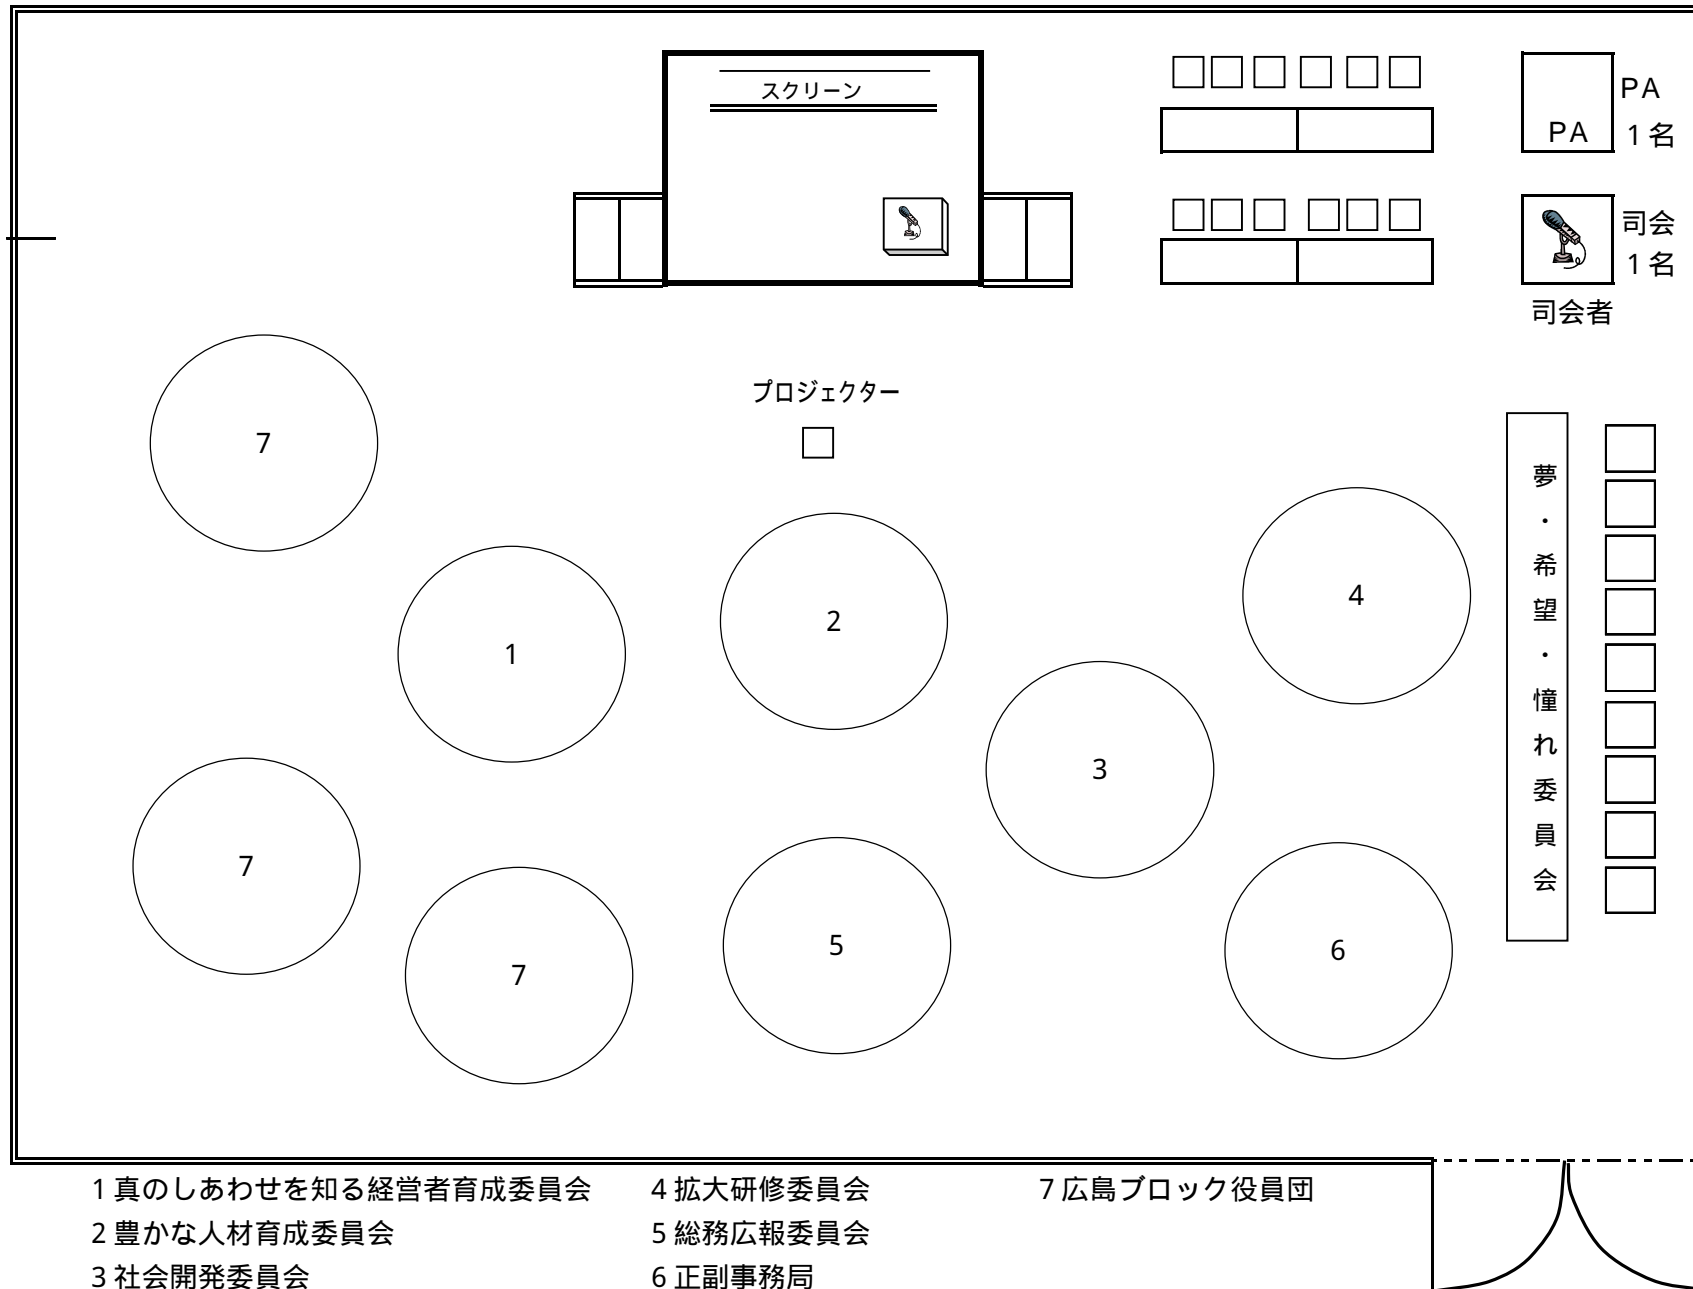 スクリーン
PA
PA
1名
司会
1名
司会者
プロジェクター
7
夢・希望・憧れ委員会
4
2
1
3
7
5
6
7
1真のしあわせを知る経営者育成委員会
4拡大研修委員会
7広島ブロック役員団
2豊かな人材育成委員会
5総務広報委員会
3社会開発委員会
6正副事務局